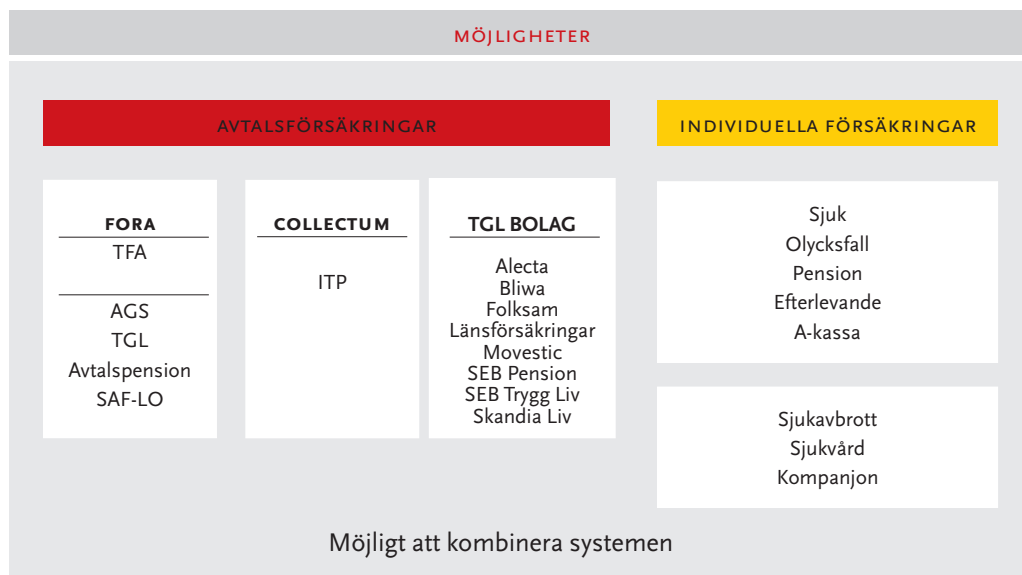 MÖJLIGHETER
AVTALSFÖRSÄKRINGAR
FORA
TFA
AGS
TGL
Avtalspension
SAF-LO
COLLECTUM
ITP
TGL BOLAG
Alecta
Bliwa
Folksam
Länsförsäkringar
Movestic
SEB Pension
SEB Trygg Liv
Skandia Liv
INDIVIDUELLA FÖRSÄKRINGAR
Sjuk
Olycksfall
Pension
Efterlevande
A-kassa
Sjukavbrott
Sjukvård
Kompanjon
Möjligt att kombinera systemen